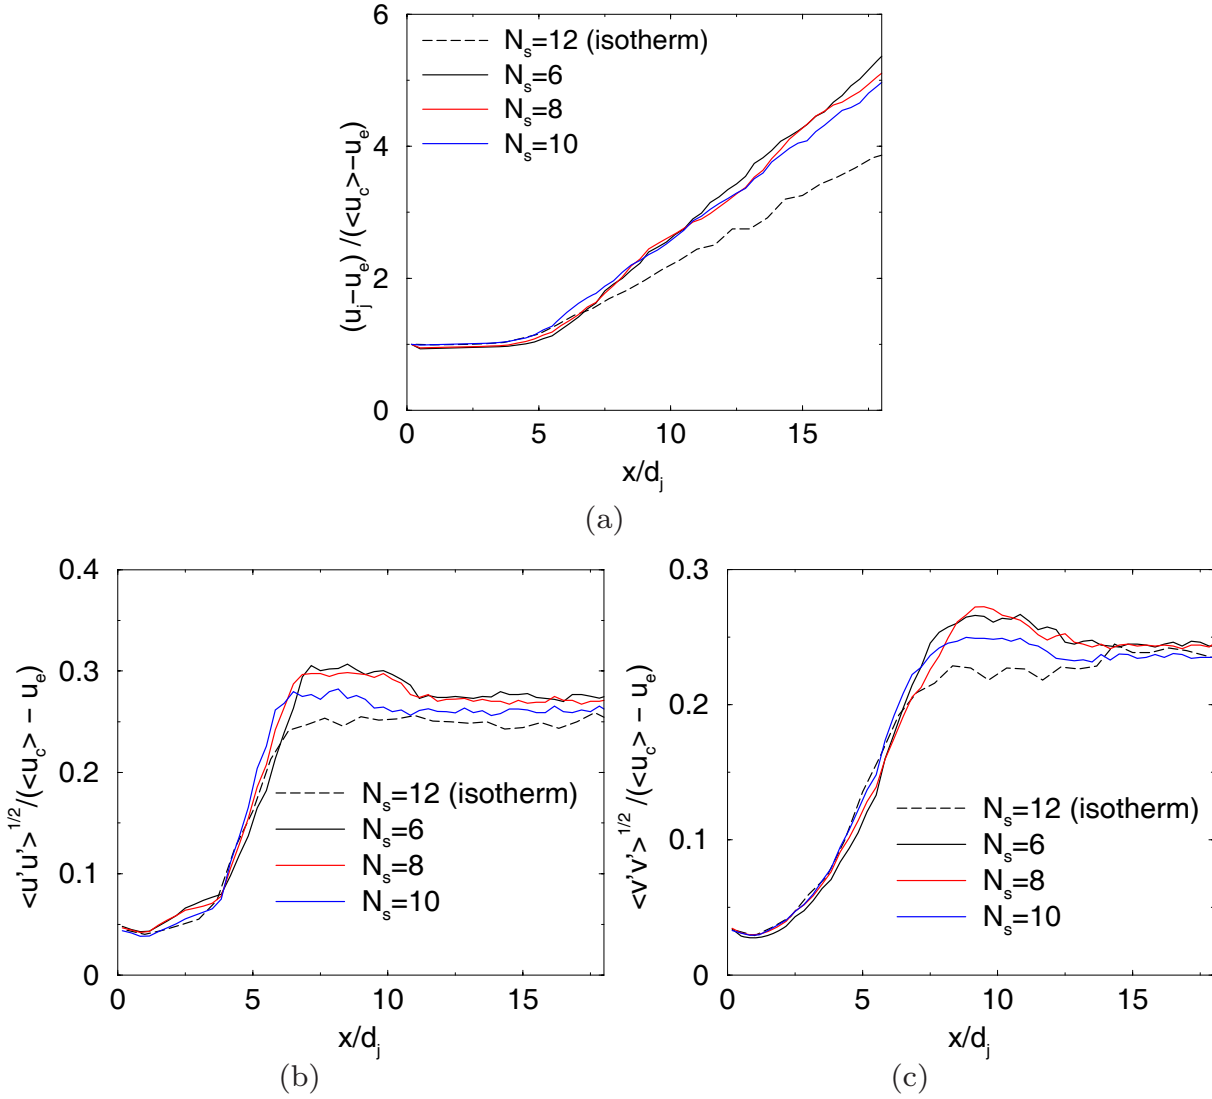 6
4
2
0
(u_j−u_e) /(<u_c>−u_e)
N_s=12 (isotherm)
N_s=6
N_s=8
N_s=10
0 5 10 15
x/d_j
(a)
0.4
0.3
0.2
0.1
0
<u'u'>^1/2/(<u_c> − u_e)
N_s=12 (isotherm)
N_s=6
N_s=8
N_s=10
0 5 10 15
x/d_j
(b)
0.3
0.2
0.1
0
<v'v'>^1/2 /(<u_c> − u_e)
N_s=12 (isotherm)
N_s=6
N_s=8
N_s=10
0 5 10 15
x/d_j
(c)